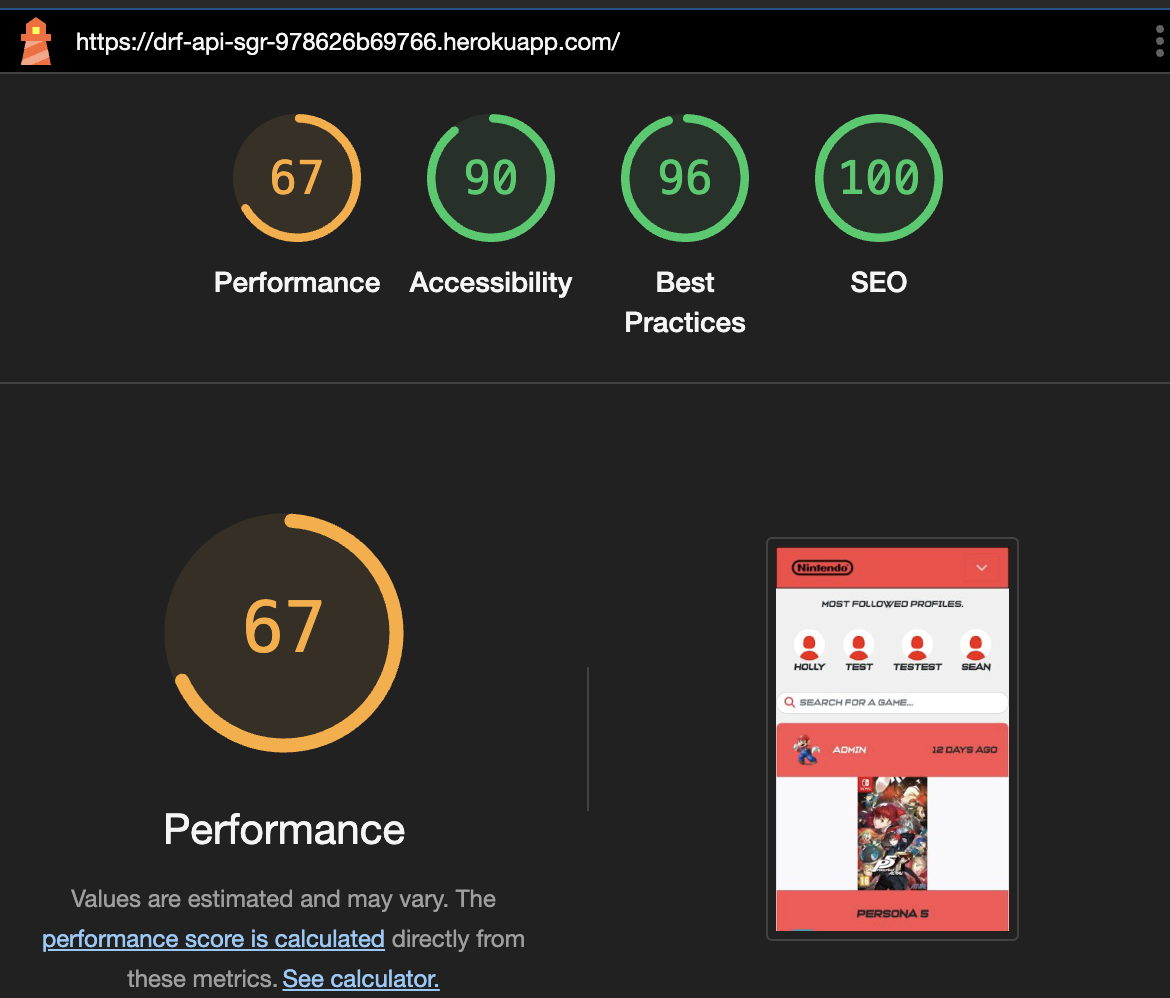 https://drf-api-sgr-978626b69766.herokuapp.com/
67
90
96
100
Performance
Accessibility
Best
Practices
SEO
67
Performance
Values are estimated and may vary. The
performance score is calculated directly from
these metrics. See calculator.
Nintendo
MOST FOLLOWED PROFILES.
HOLLY TEST TESTEST SEAN
SEARCH FOR A GAME...
ADMIN 12 DAYS AGO
PERSONA 5